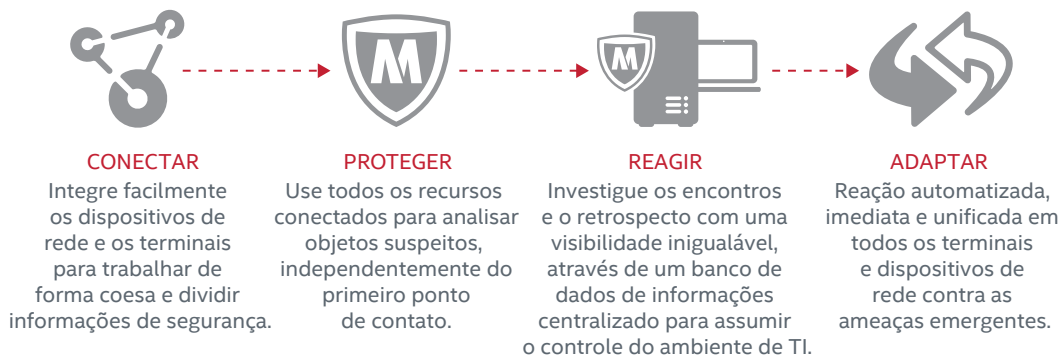 CONECTAR
Integre facilmente
os dispositivos de
rede e os terminais
para trabalhar de
forma coesa e dividir
informações de segurança.
PROTEGER
Use todos os recursos
conectados para analisar
objetos suspeitos,
independentemente do
primeiro ponto
de contato.
REAGIR
Investigue os encontros
e o retrospecto com uma
visibilidade inigualável,
através de um banco de
dados de informações
centralizado para assumir
o controle do ambiente de TI.
ADAPTAR
Reação automatizada,
imediata e unificada em
todos os terminais
e dispositivos de
rede contra as
ameaças emergentes.